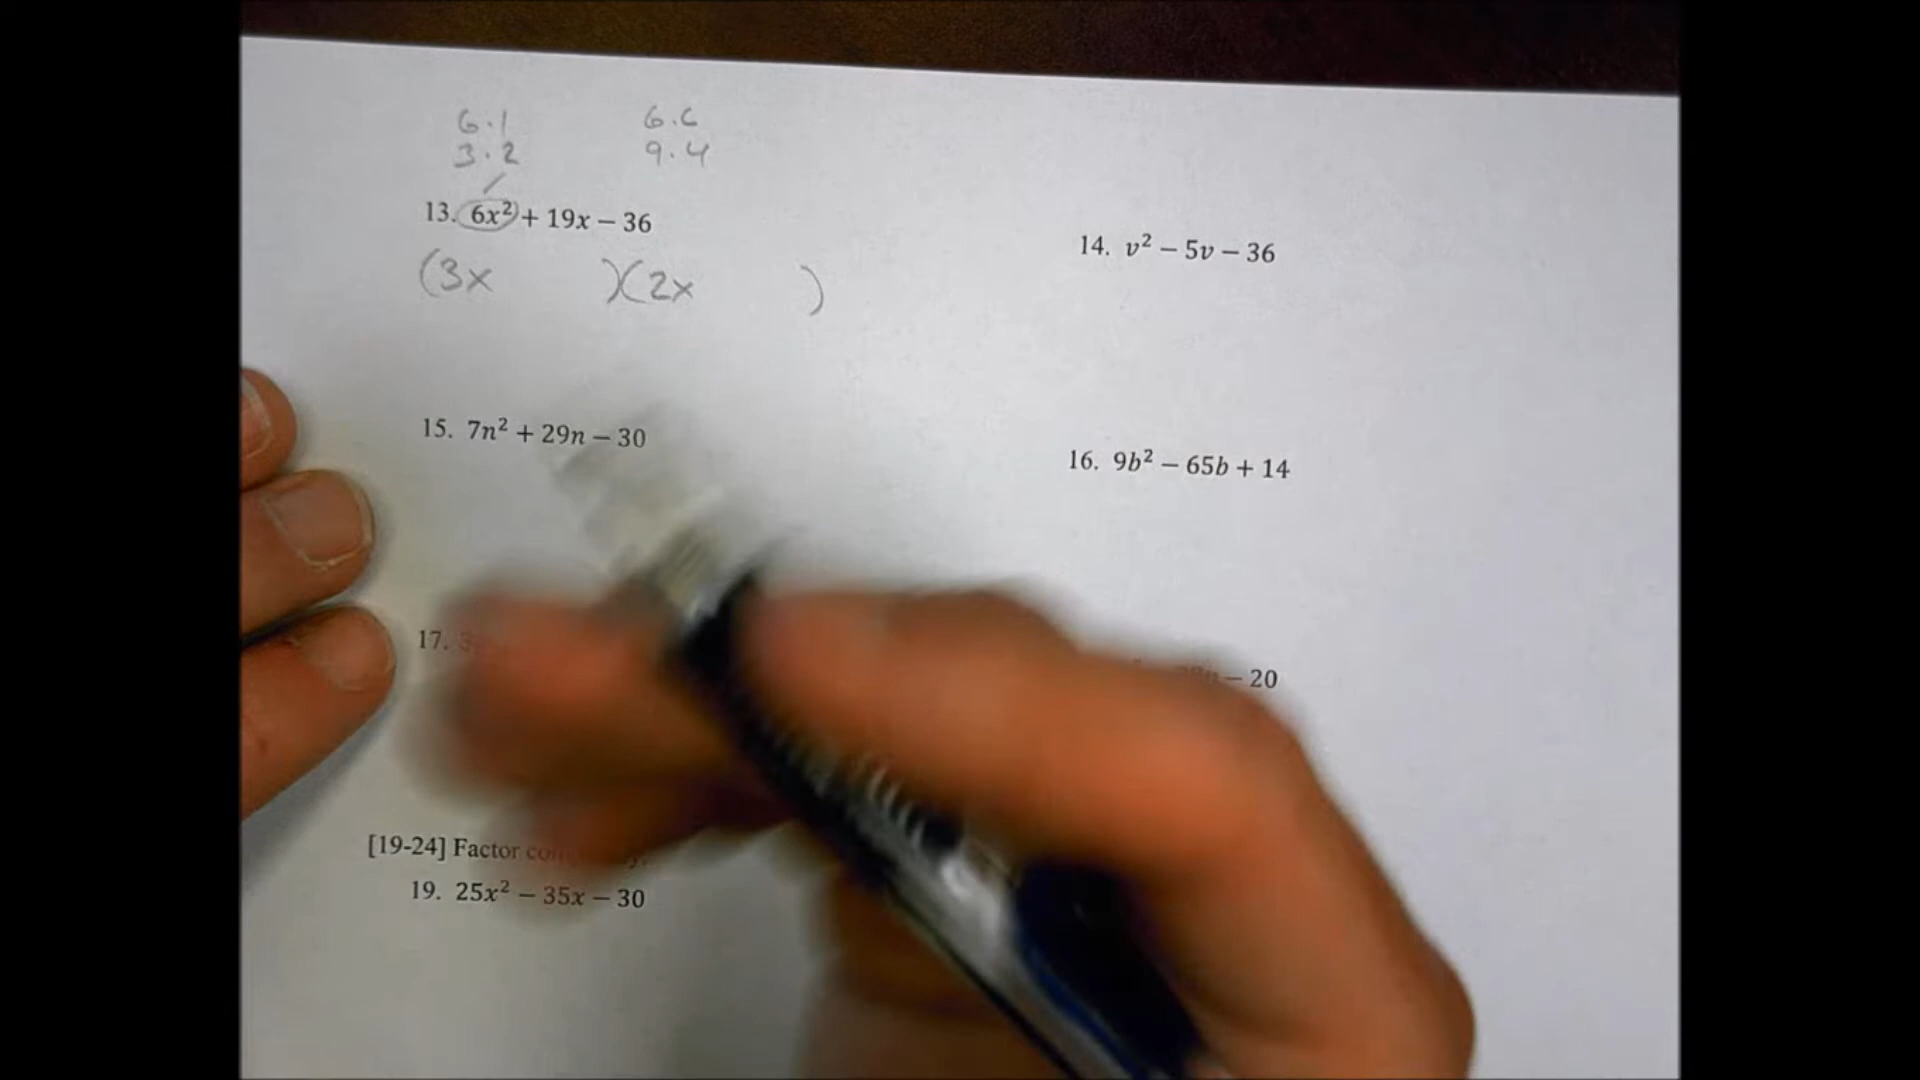 6.1 6.6
3.2 9.4
13. 6x² + 19x − 36
(3x )(2x )
14. v² − 5v − 36
15. 7n² + 29n − 30
16. 9b² − 65b + 14
17.
− 20
[19-24] Factor
19. 25x² − 35x − 30